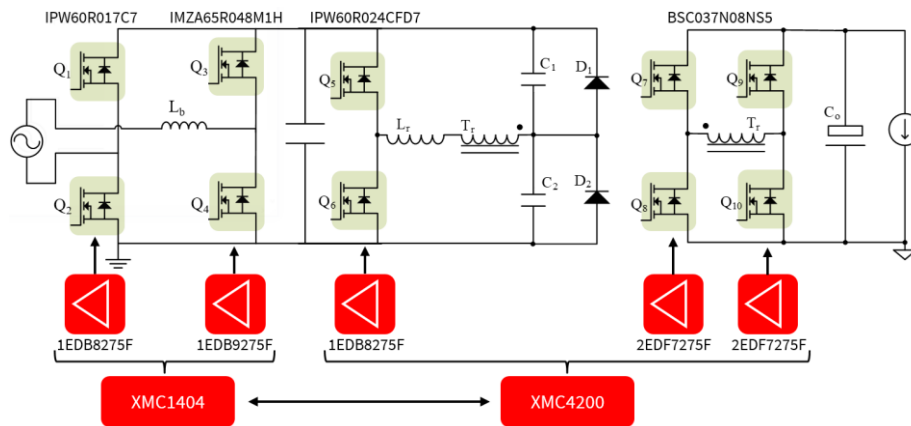 IPW60R017C7 IMZA65R048M1H IPW60R024CFD7 BSC037N08NS5
Q1 Q3 Q5 C1 D1 Q7 Q9
Lb Lr Tr Tr Co
Q2 Q4 Q6 C2 D2 Q8 Q10
1EDB8275F 1EDB9275F 1EDB8275F 2EDF7275F 2EDF7275F
XMC1404 XMC4200